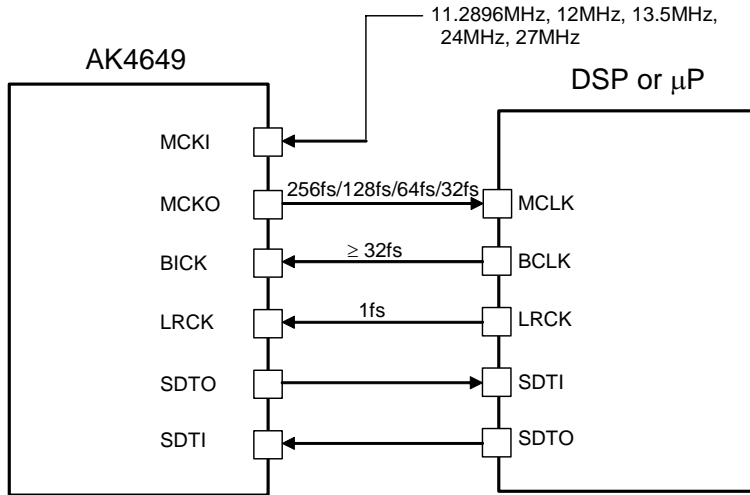 11.2896MHz, 12MHz, 13.5MHz,
24MHz, 27MHz
AK4649
DSP or μP
MCKI
MCKO
256fs/128fs/64fs/32fs
MCLK
BICK
≥ 32fs
BCLK
LRCK
1fs
LRCK
SDTO
SDTI
SDTI
SDTO